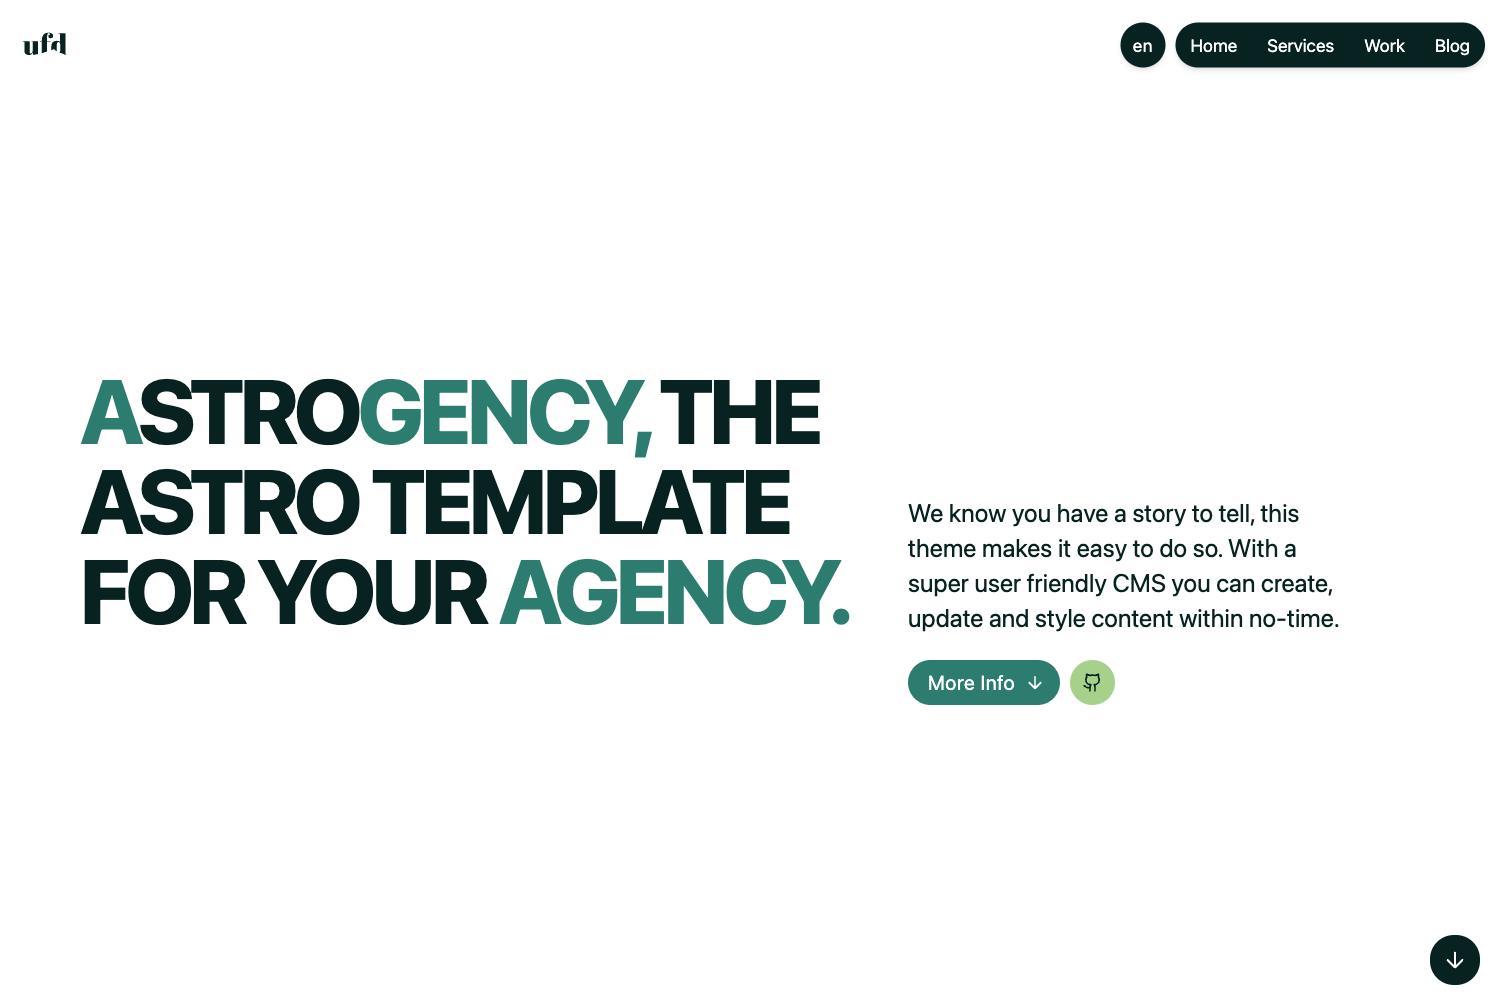 ufd
en
Home Services Work Blog
ASTROGENCY, THE
ASTRO TEMPLATE
FOR YOUR AGENCY.
We know you have a story to tell, this
theme makes it easy to do so. With a
super user friendly CMS you can create,
update and style content within no-time.
More Info